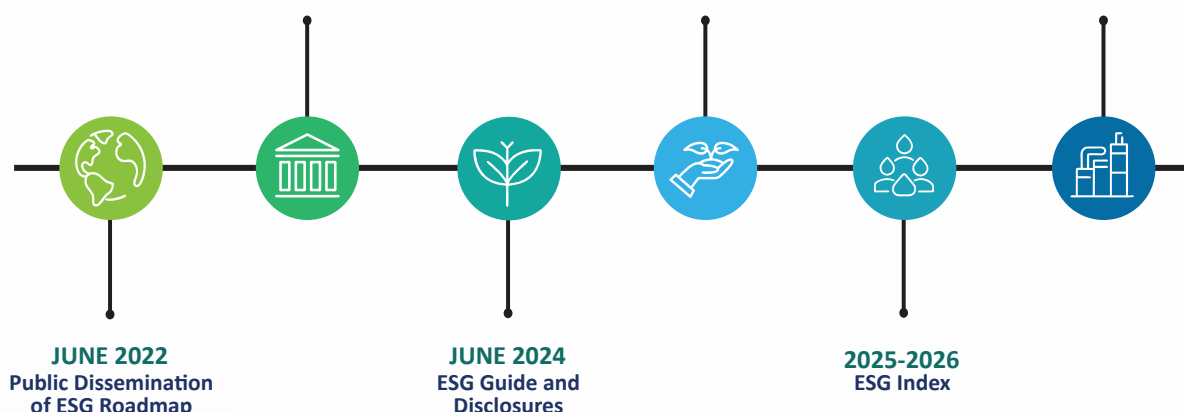 JUNE 2022
Public Dissemination
of ESG Roadmap
JUNE 2024
ESG Guide and
Disclosures
2025-2026
ESG Index